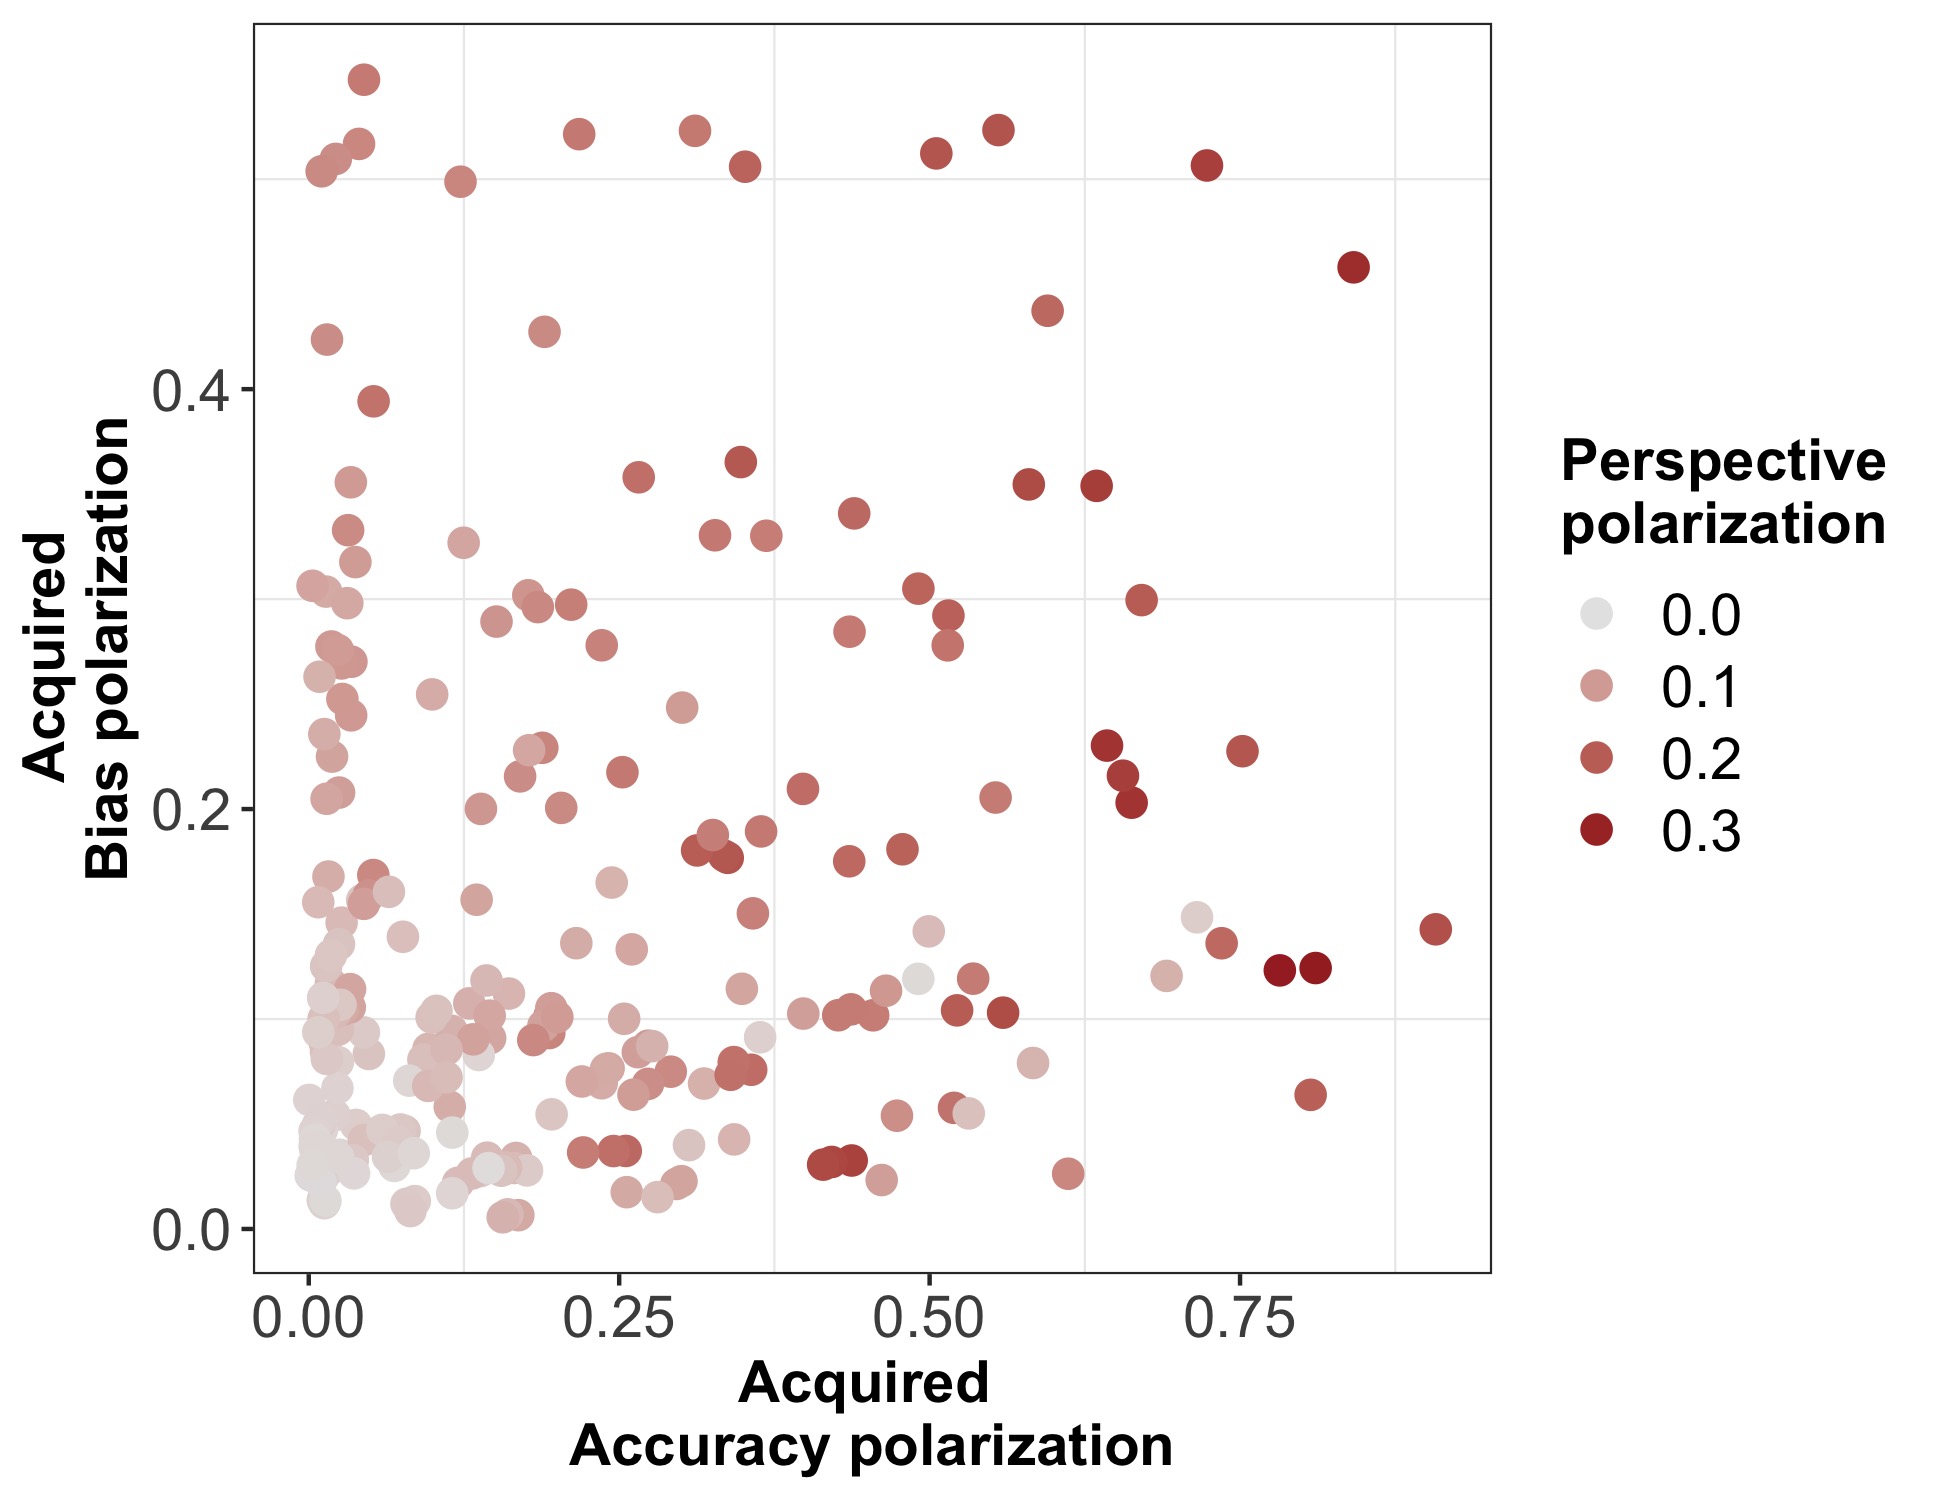 Acquired
Bias polarization
0.4
0.2
0.0
0.00 0.25 0.50 0.75
Acquired
Accuracy polarization
Perspective
polarization
0.0
0.1
0.2
0.3